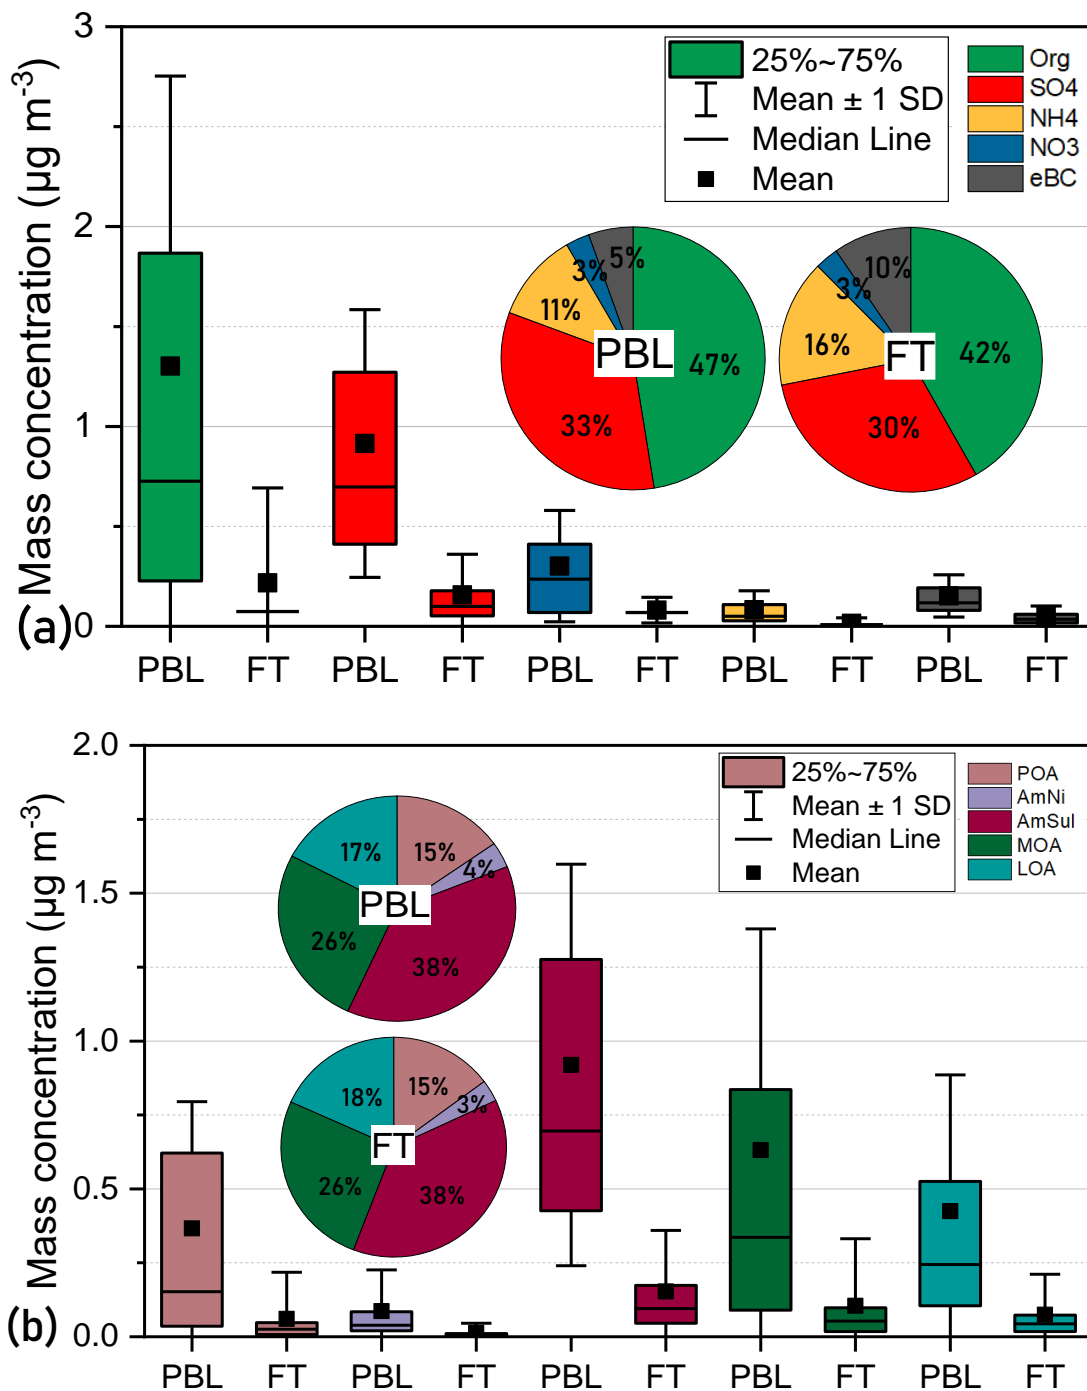 3
2
1
0
Mass concentration (µg m⁻³)
(a)
25%~75%
Mean ± 1 SD
Median Line
Mean
Org
SO4
NH4
NO3
eBC
5%
3%
11%
PBL
47%
33%
10%
3%
16%
FT
42%
30%
PBL FT PBL FT PBL FT PBL FT PBL FT
2.0
1.5
1.0
0.5
0.0
Mass concentration (µg m⁻³)
(b)
25%~75%
Mean ± 1 SD
Median Line
Mean
POA
AmNi
AmSul
MOA
LOA
17%
15%
4%
PBL
26%
38%
18%
15%
3%
FT
26%
38%
PBL FT PBL FT PBL FT PBL FT PBL FT